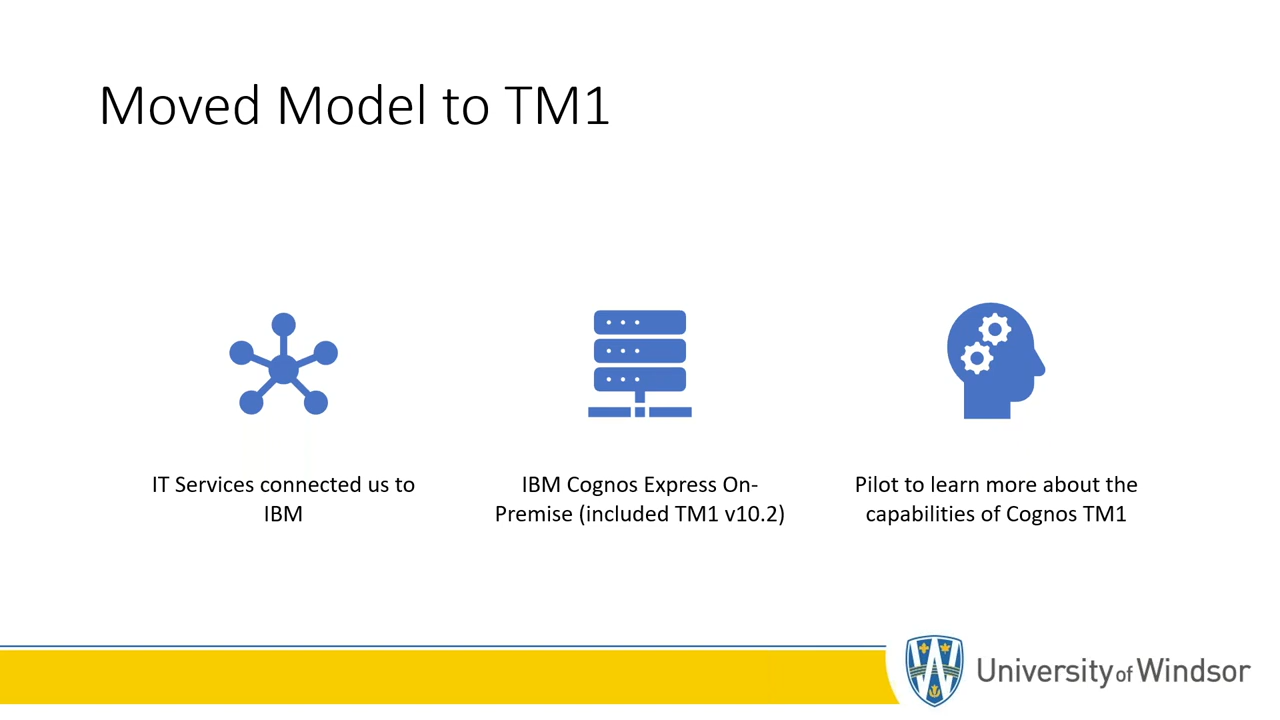 Moved Model to TM1
IT Services connected us to
IBM
IBM Cognos Express On-
Premise (included TM1 v10.2)
Pilot to learn more about the
capabilities of Cognos TM1
University of Windsor